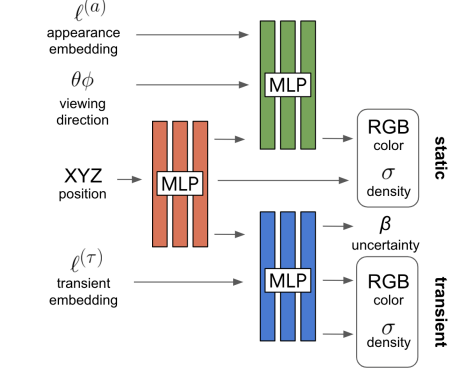 ℓ(a)
appearance
embedding
θϕ
viewing
direction
MLP
RGB
color
σ
density
static
XYZ
position
MLP
β
uncertainty
ℓ(τ)
transient
embedding
MLP
RGB
color
σ
density
transient